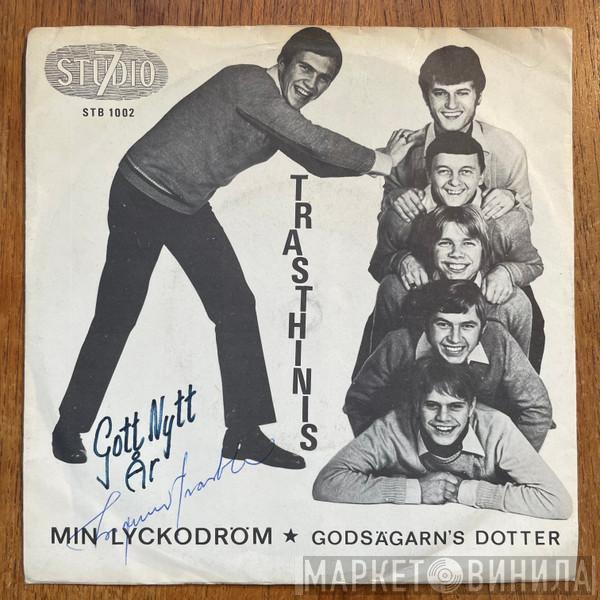 7
STUDIO
STB 1002
TRASTHINIS
Gott Nytt
År
MIN LYCKODRÖM ★ GODSÄGARN'S DOTTER
МАРКЕТ ВИНИЛА